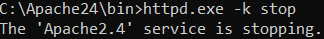 C:\Apache24\bin>httpd.exe -k stop
The 'Apache2.4' service is stopping.